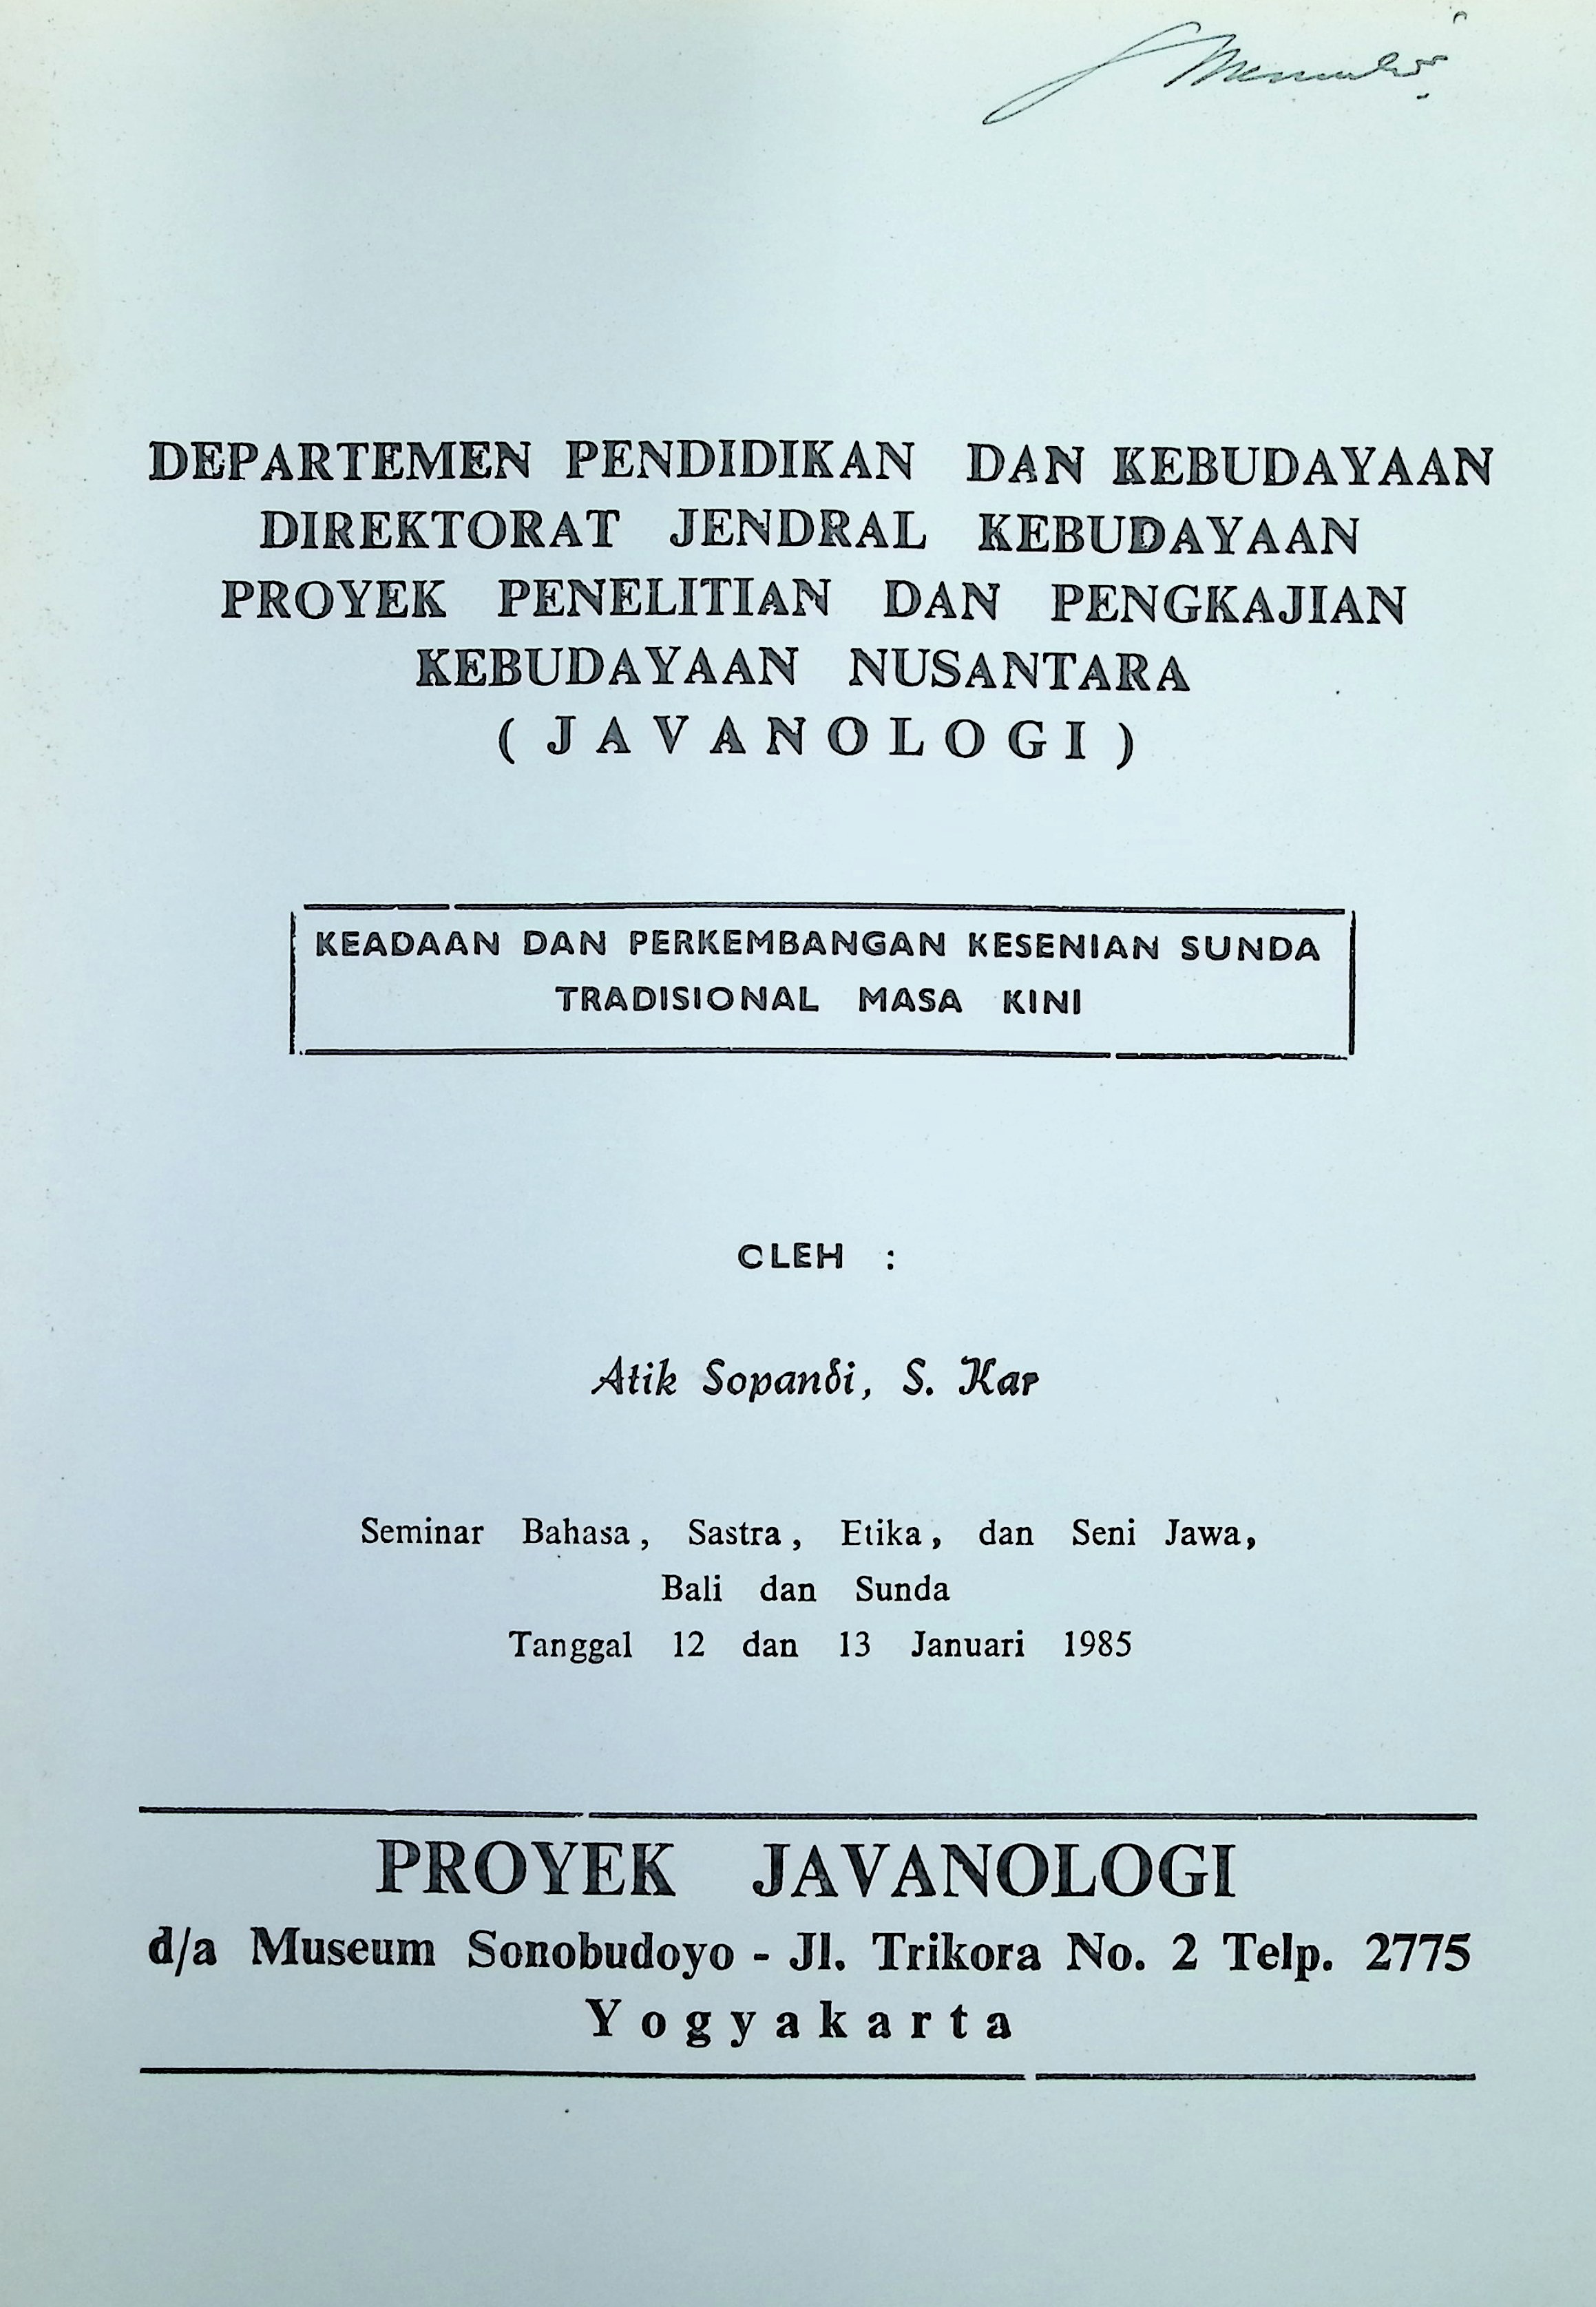 DEPARTEMEN PENDIDIKAN DAN KEBUDAYAAN
DIREKTORAT JENDRAL KEBUDAYAAN
PROYEK PENELITIAN DAN PENGKAJIAN
KEBUDAYAAN NUSANTARA
( J A V A N O L O G I )
KEADAAN DAN PERKEMBANGAN KESENIAN SUNDA
TRADISIONAL MASA KINI
OLEH :
Atik Sopandi, S. Kar
Seminar Bahasa, Sastra, Etika, dan Seni Jawa,
Bali dan Sunda
Tanggal 12 dan 13 Januari 1985
PROYEK JAVANOLOGI
d/a Museum Sonobudoyo - Jl. Trikora No. 2 Telp. 2775
Y o g y a k a r t a